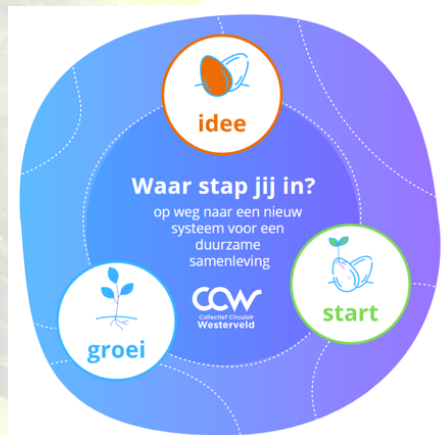 idee
Waar stap jij in?
op weg naar een nieuw
systeem voor een
duurzame
samenleving
CCW
Collectief Circulair
Westerveld
start
groei